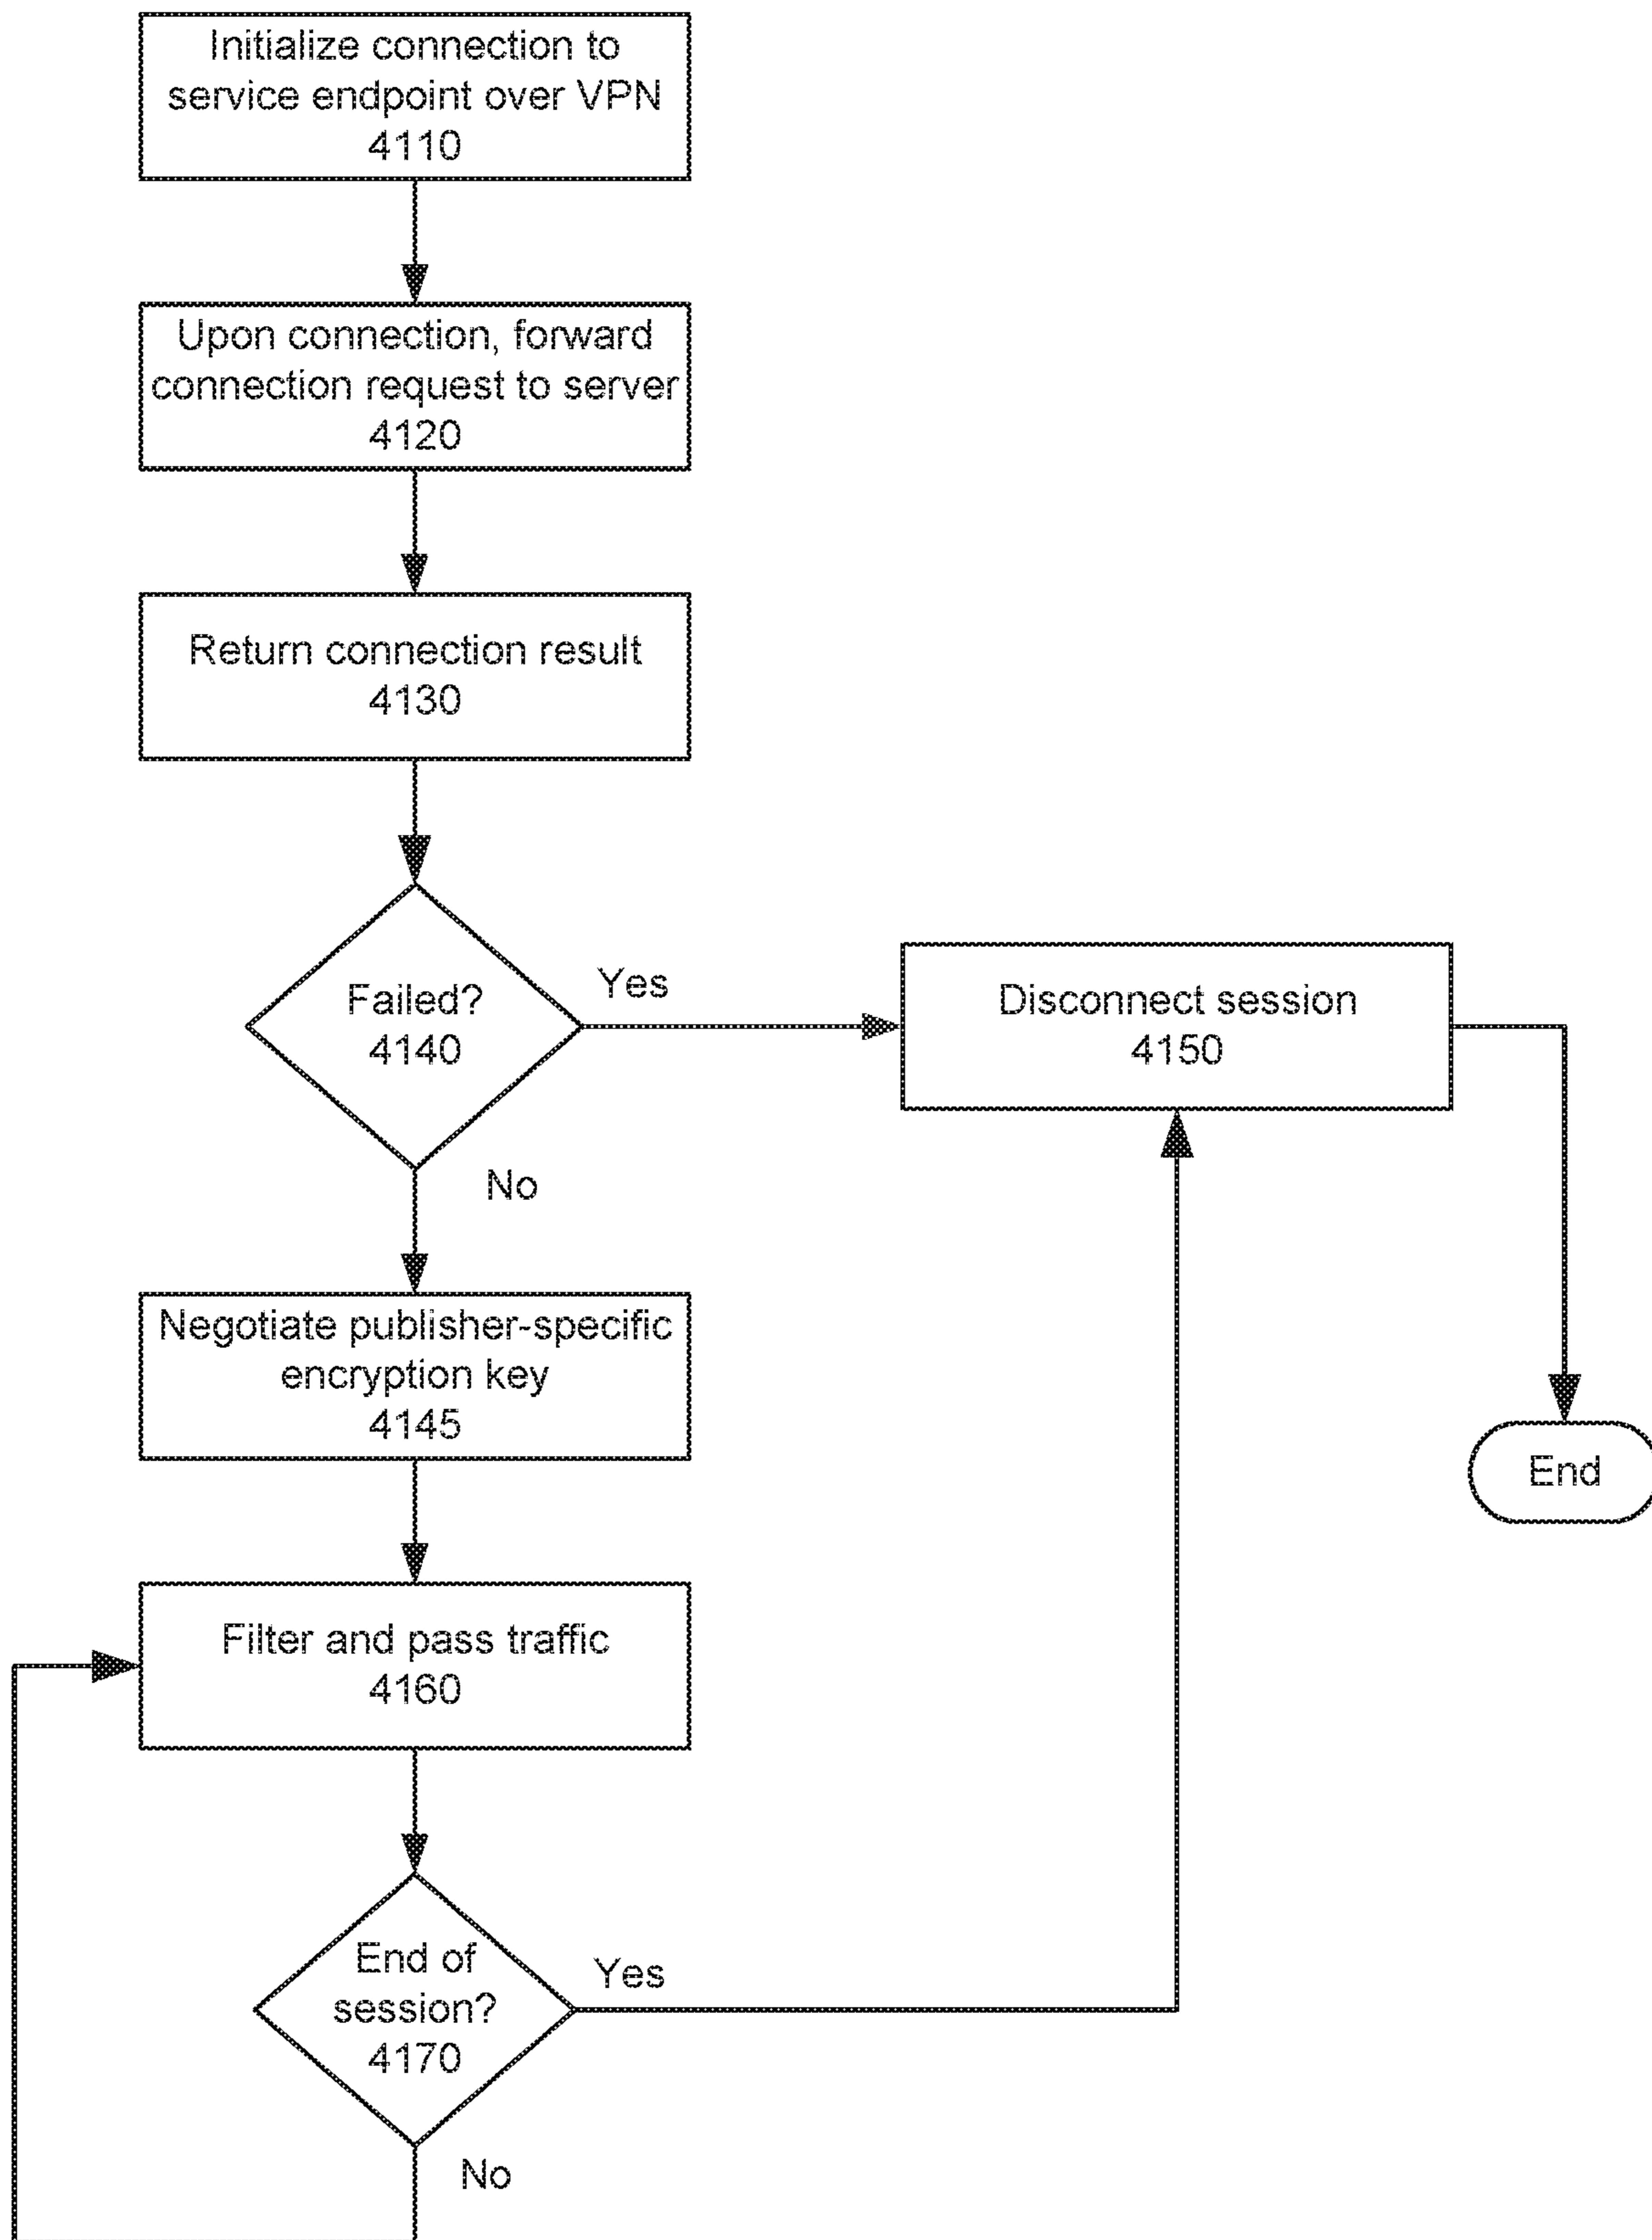 Initialize connection to
service endpoint over VPN
4110
Upon connection, forward
connection request to server
4120
Return connection result
4130
Failed?
4140
Yes
Disconnect session
4150
No
Negotiate publisher-specific
encryption key
4145
End
Filter and pass traffic
4160
End of
session?
4170
Yes
No